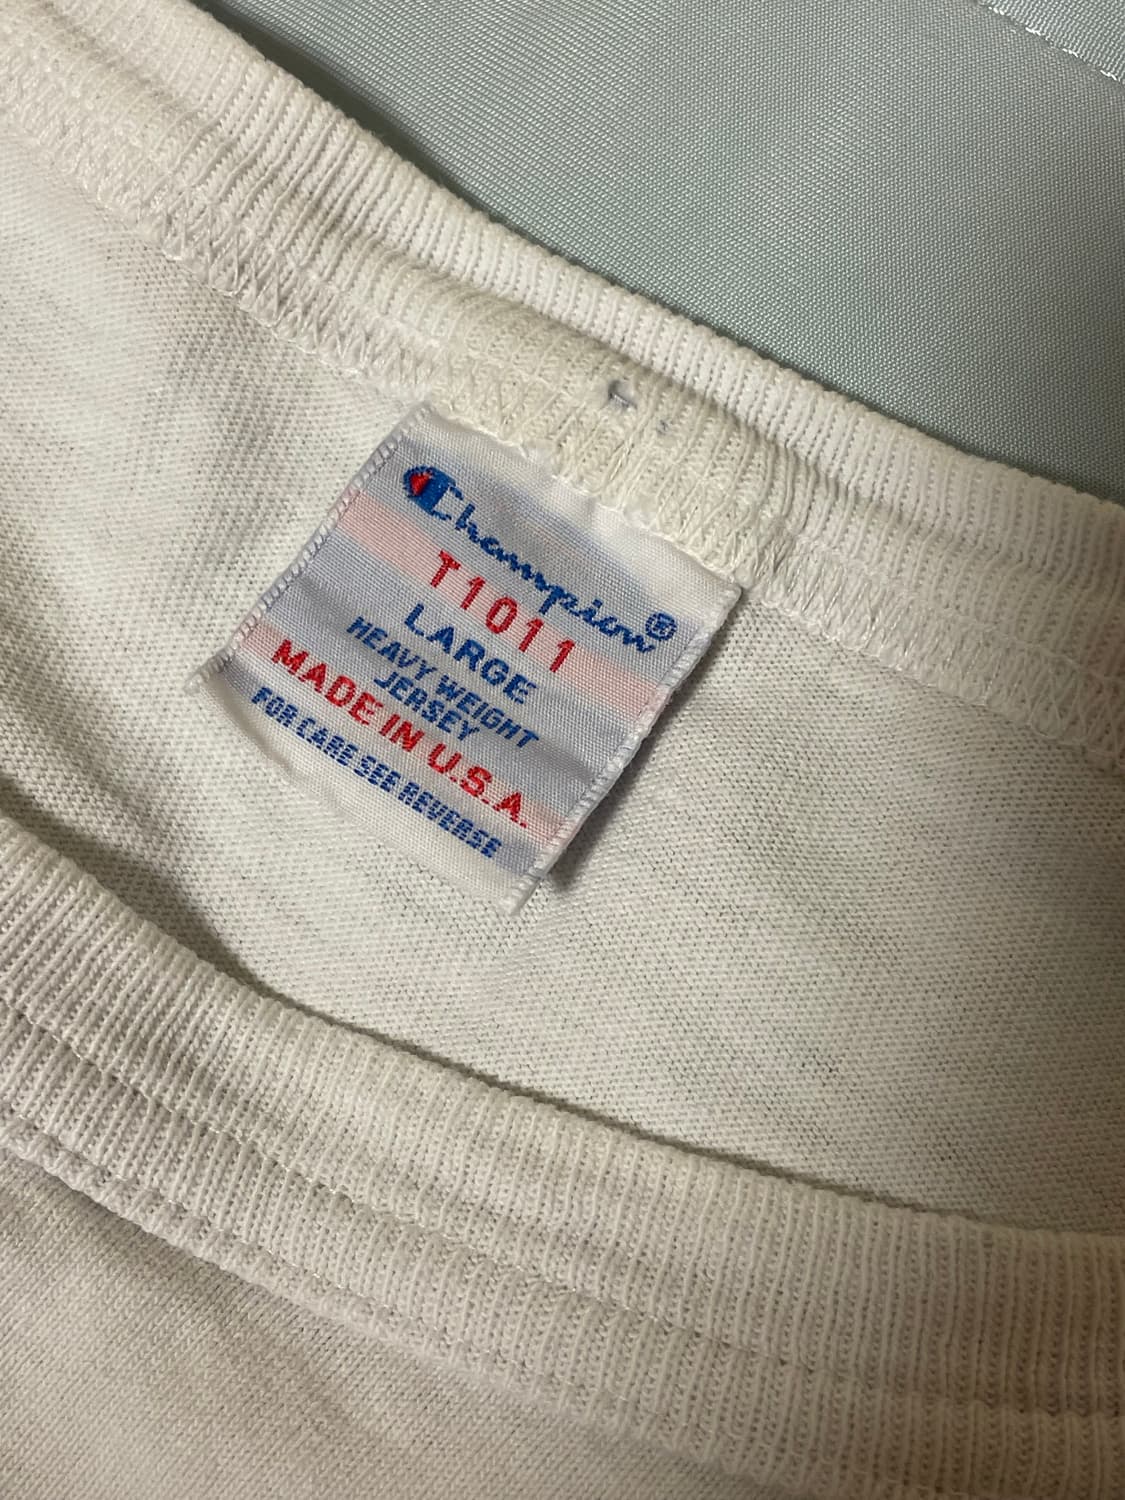 Champion®
T1011
LARGE
HEAVY WEIGHT
JERSEY
MADE IN U.S.A.
FOR CARE SEE REVERSE